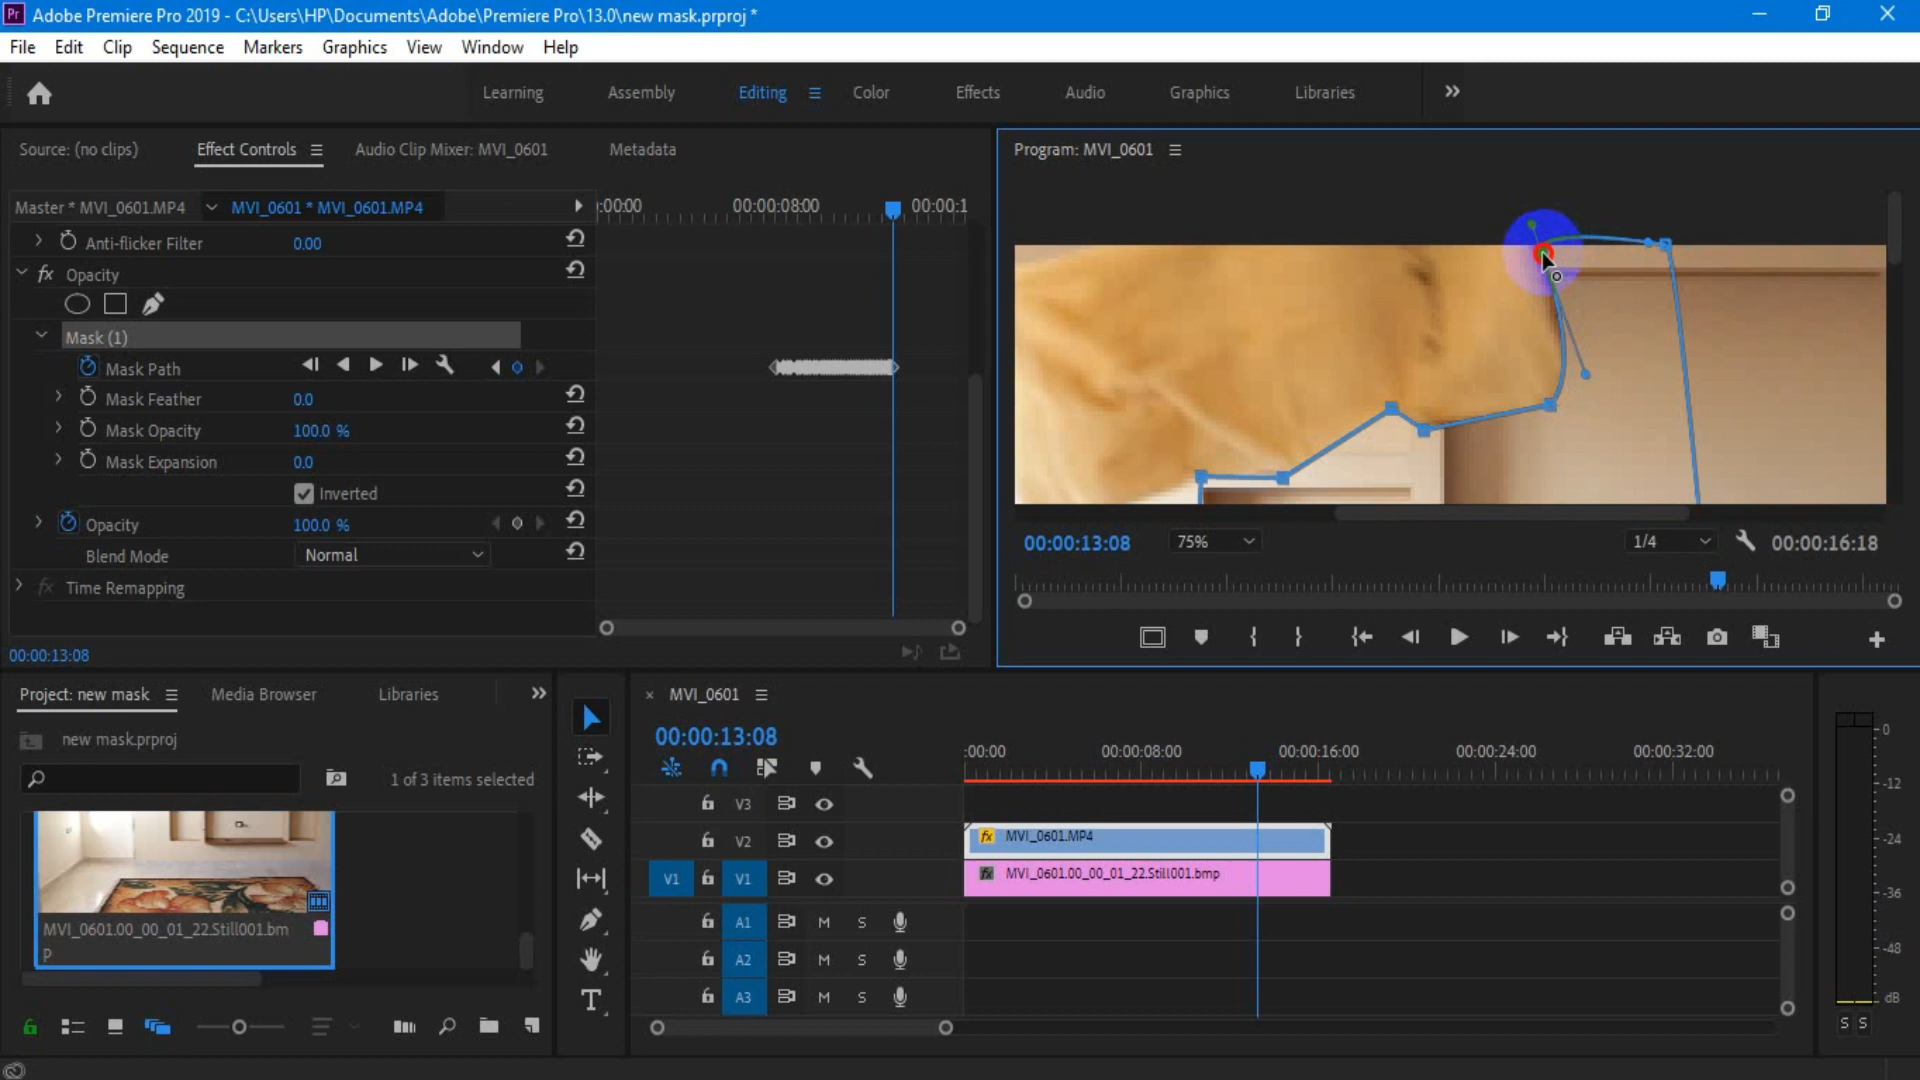 Pr Adobe Premiere Pro 2019 - C:\Users\HP\Documents\Adobe\Premiere Pro\13.0\new mask.prproj *
File Edit Clip Sequence Markers Graphics View Window Help
Learning Assembly Editing Color Effects Audio Graphics Libraries
Source: (no clips) Effect Controls Audio Clip Mixer: MVI_0601 Metadata
Program: MVI_0601
Master * MVI_0601.MP4 MVI_0601 * MVI_0601.MP4
:00:00 00:00:08:00 00:00:1
Anti-flicker Filter 0.00
fx Opacity
Mask (1)
Mask Path
Mask Feather 0.0
Mask Opacity 100.0 %
Mask Expansion 0.0
Inverted
Opacity 100.0 %
Blend Mode Normal
fx Time Remapping
00:00:13:08
00:00:13:08 75% 1/4 00:00:16:18
Project: new mask Media Browser Libraries
new mask.prproj
1 of 3 items selected
MVI_0601.00_00_01_22.Still001.bm
p
MVI_0601
00:00:13:08
:00:00 00:00:08:00 00:00:16:00 00:00:24:00 00:00:32:00
V3
V2 fx MVI_0601.MP4
V1 V1 fx MVI_0601.00_00_01_22.Still001.bmp
A1 M S
A2 M S
A3 M S
T
0
-12
-24
-36
-48
dB
S S